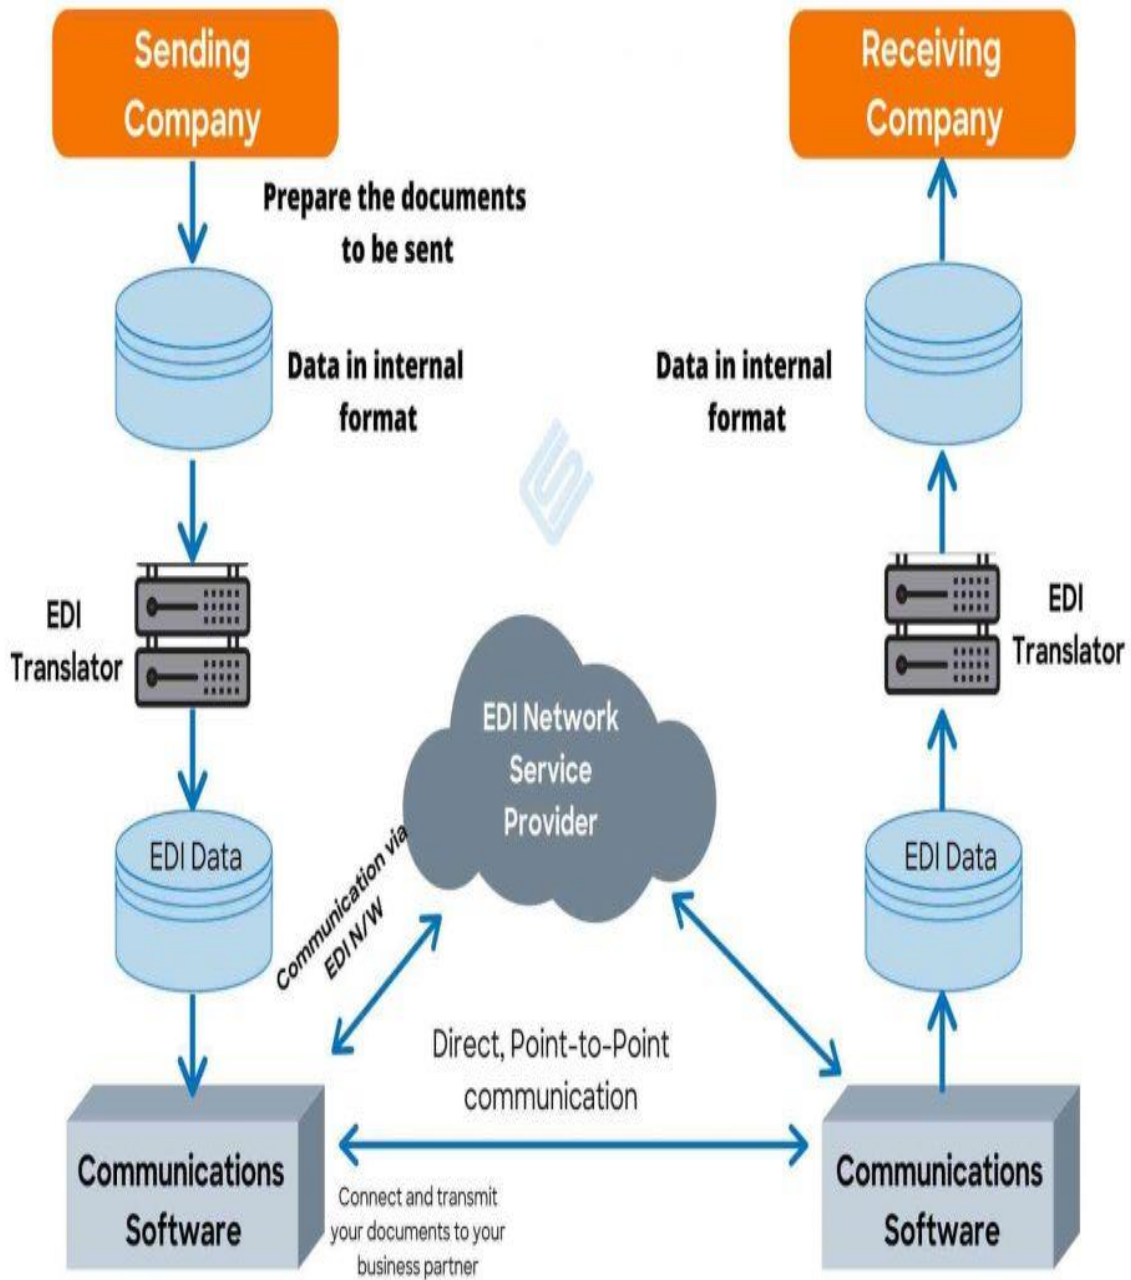 Sending
Company
Receiving
Company
Prepare the documents
to be sent
Data in internal
format
Data in internal
format
EDI
Translator
EDI
Translator
EDI Network
Service
Provider
EDI Data
EDI Data
Communication via
EDI N/W
Direct, Point-to-Point
communication
Communications
Software
Connect and transmit
your documents to your
business partner
Communications
Software